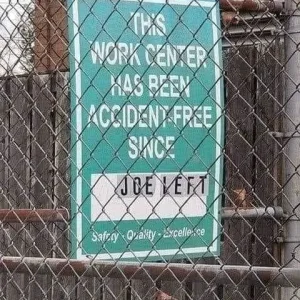 THIS
WORK CENTER
HAS BEEN
ACCIDENT-FREE
SINCE
JOE LEFT
Safety - Quality - Excellence